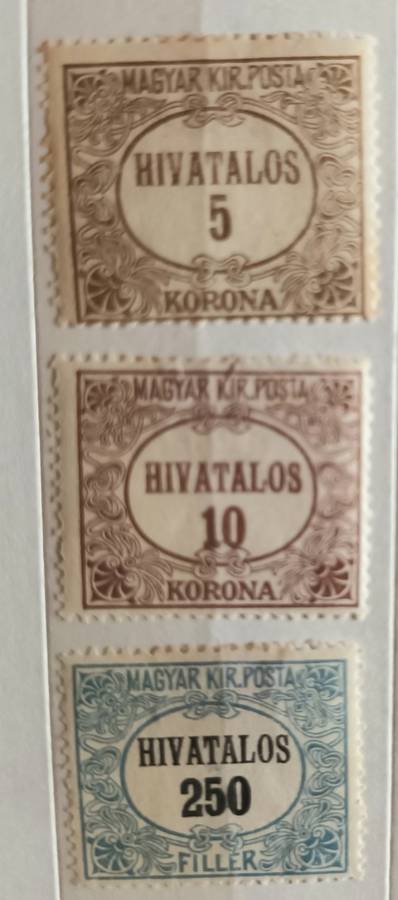 MAGYAR KIR. POSTA
HIVATALOS
5
KORONA
MAGYAR KIR. POSTA
HIVATALOS
10
KORONA
MAGYAR KIR. POSTA
HIVATALOS
250
FILLÉR